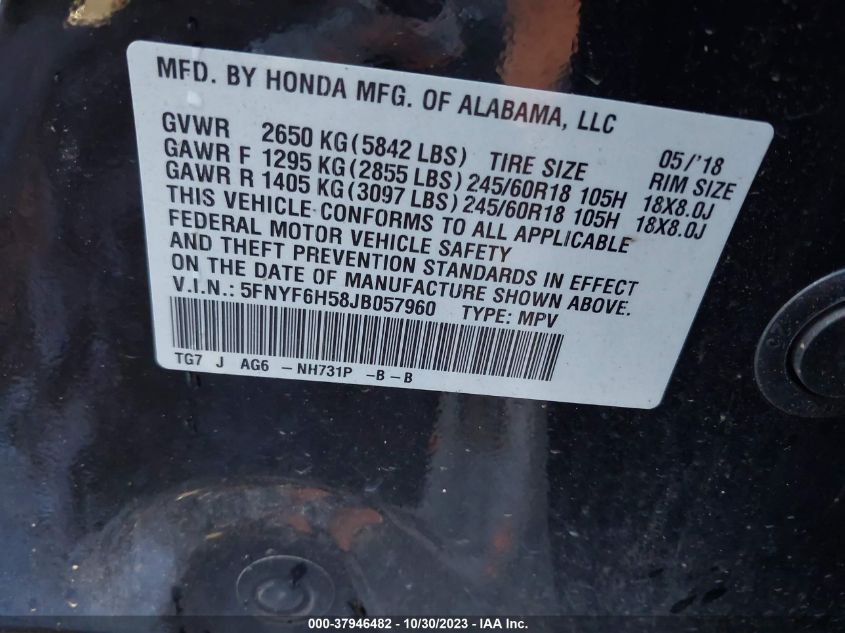 MFD. BY HONDA MFG. OF ALABAMA, LLC
GVWR 2650 KG(5842 LBS) TIRE SIZE 05/'18
GAWR F 1295 KG(2855 LBS)245/60R18 105H RIM SIZE 18X8.0J
GAWR R 1405 KG(3097 LBS)245/60R18 105H 18X8.0J
THIS VEHICLE CONFORMS TO ALL APPLICABLE
FEDERAL MOTOR VEHICLE SAFETY
AND THEFT PREVENTION STANDARDS IN EFFECT
ON THE DATE OF MANUFACTURE SHOWN ABOVE.
V.I.N.: 5FNYF6H58JB057960 TYPE: MPV
TG7 J AG6 -NH731P -B-B
000-37946482 - 10/30/2023 - IAA Inc.